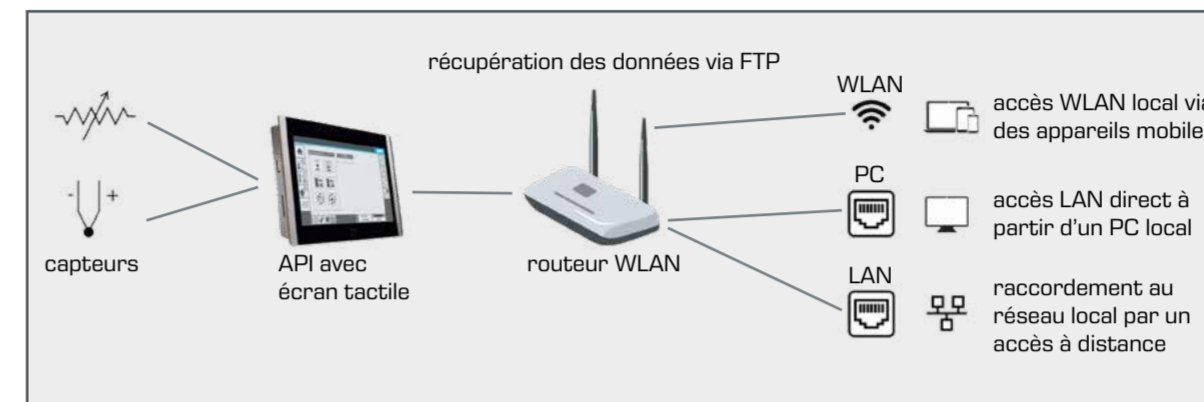 récupération des données via FTP
WLAN
accès WLAN local via
des appareils mobile
PC
accès LAN direct à
partir d'un PC local
capteurs
API avec
écran tactile
routeur WLAN
LAN
raccordement au
réseau local par un
accès à distance
- +